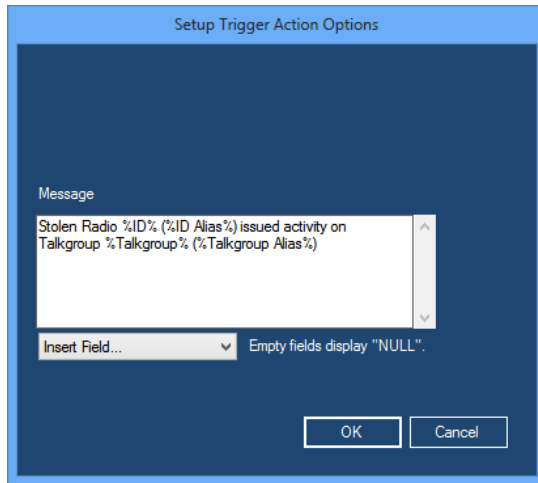 Setup Trigger Action Options
Message
Stolen Radio %ID% (%ID Alias%) issued activity on
Talkgroup %Talkgroup% (%Talkgroup Alias%)
Insert Field...
Empty fields display "NULL".
OK
Cancel